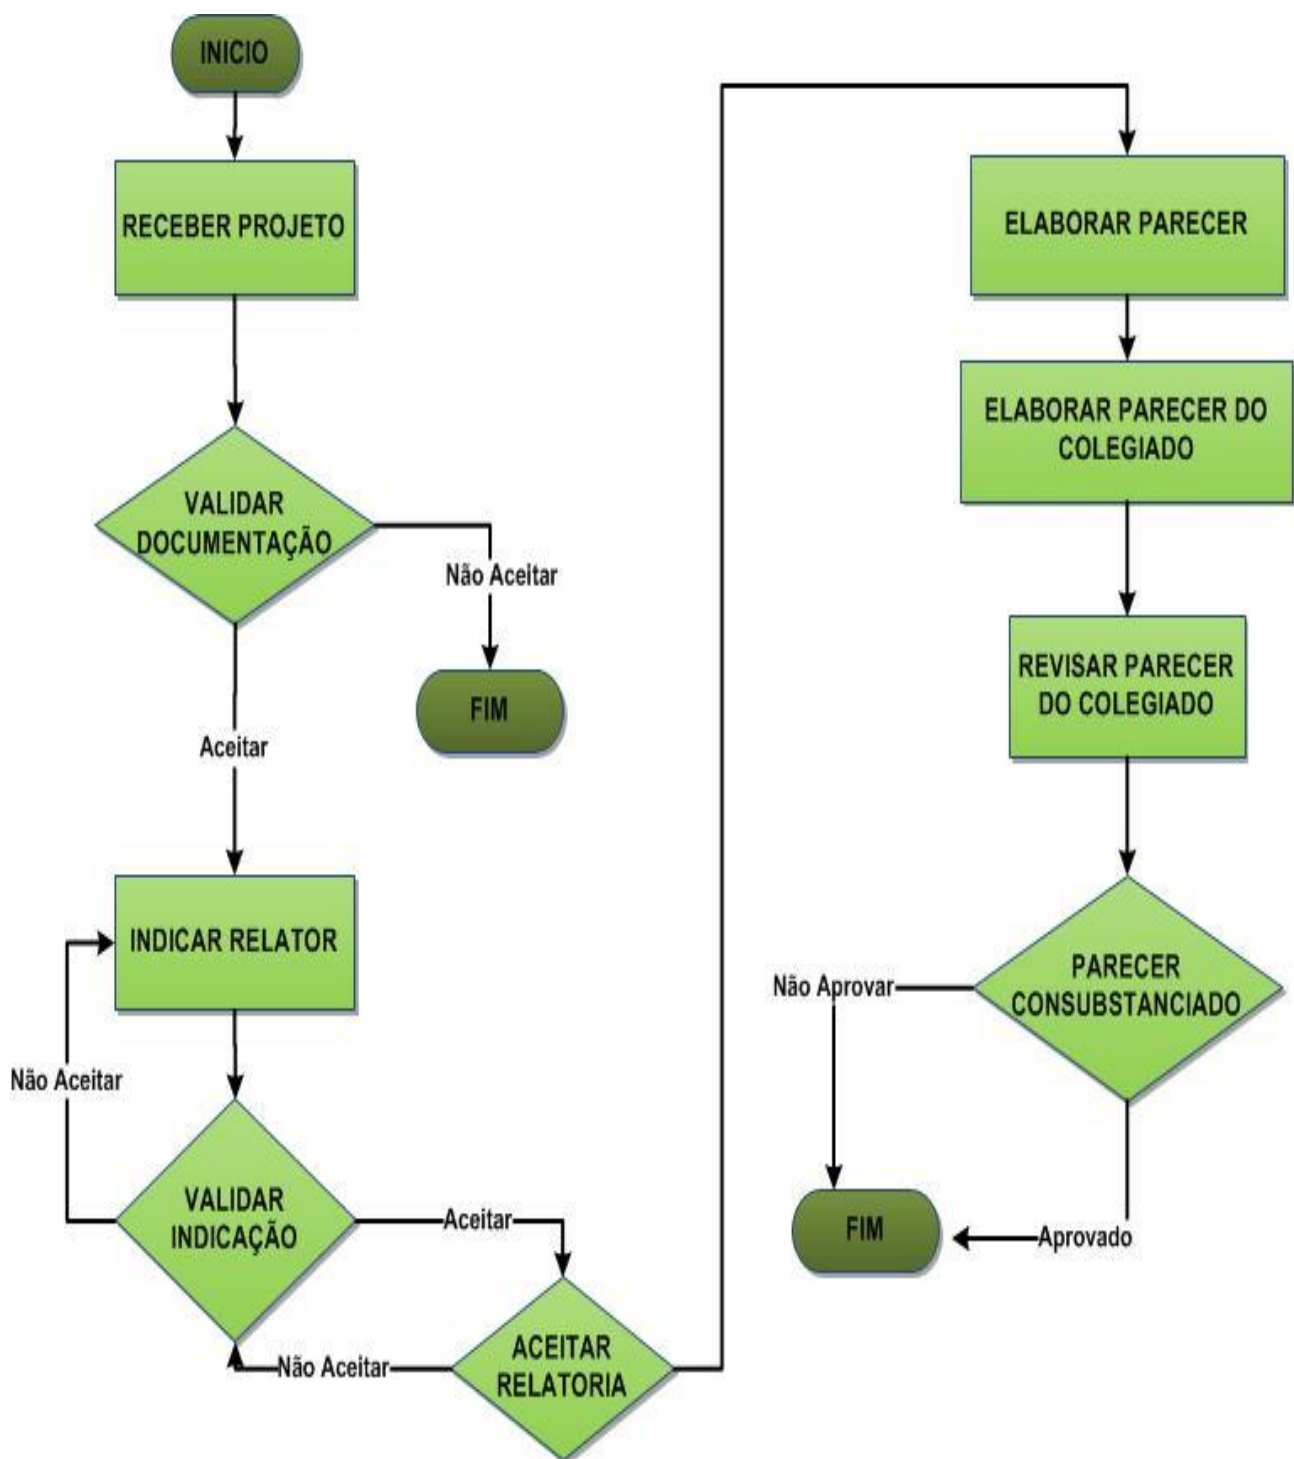 INICIO
RECEBER PROJETO
VALIDAR
DOCUMENTAÇÃO
Não Aceitar
FIM
Aceitar
INDICAR RELATOR
Não Aceitar
VALIDAR
INDICAÇÃO
Aceitar
ACEITAR
RELATORIA
Não Aceitar
ELABORAR PARECER
ELABORAR PARECER DO
COLEGIADO
REVISAR PARECER
DO COLEGIADO
PARECER
CONSUBSTANCIADO
Não Aprovar
FIM
Aprovado